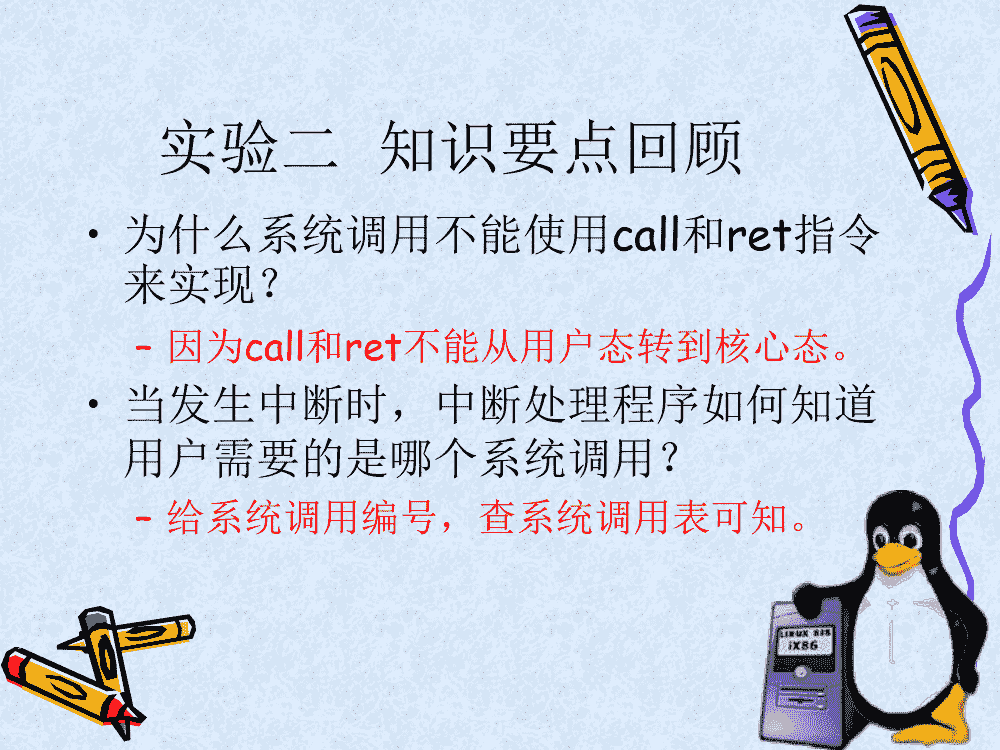 实验二 知识要点回顾
• 为什么系统调用不能使用call和ret指令
来实现？
– 因为call和ret不能从用户态转到核心态。
• 当发生中断时，中断处理程序如何知道
用户需要的是哪个系统调用？
– 给系统调用编号，查系统调用表可知。
iX86